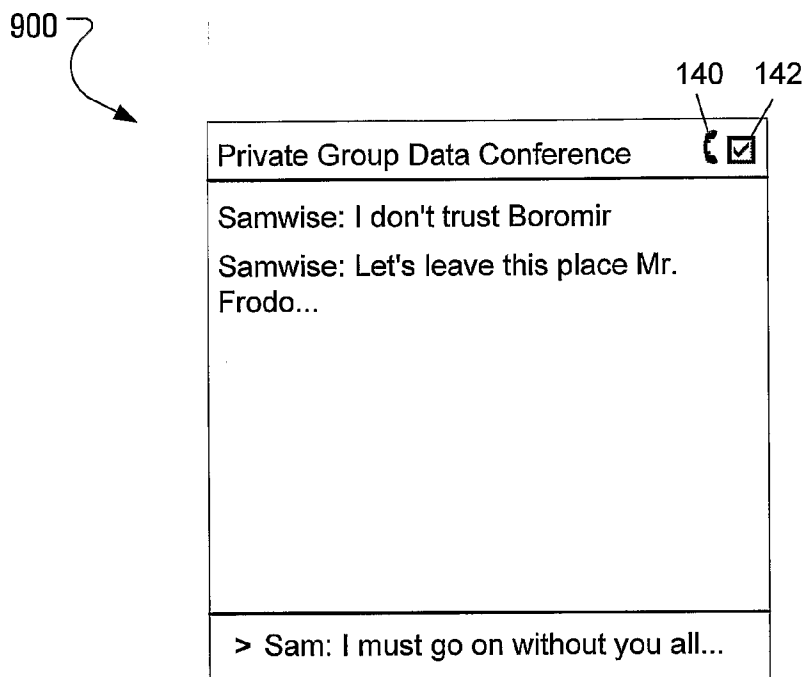 900
140 142
Private Group Data Conference
Samwise: I don't trust Boromir
Samwise: Let's leave this place Mr.
Frodo...
> Sam: I must go on without you all...